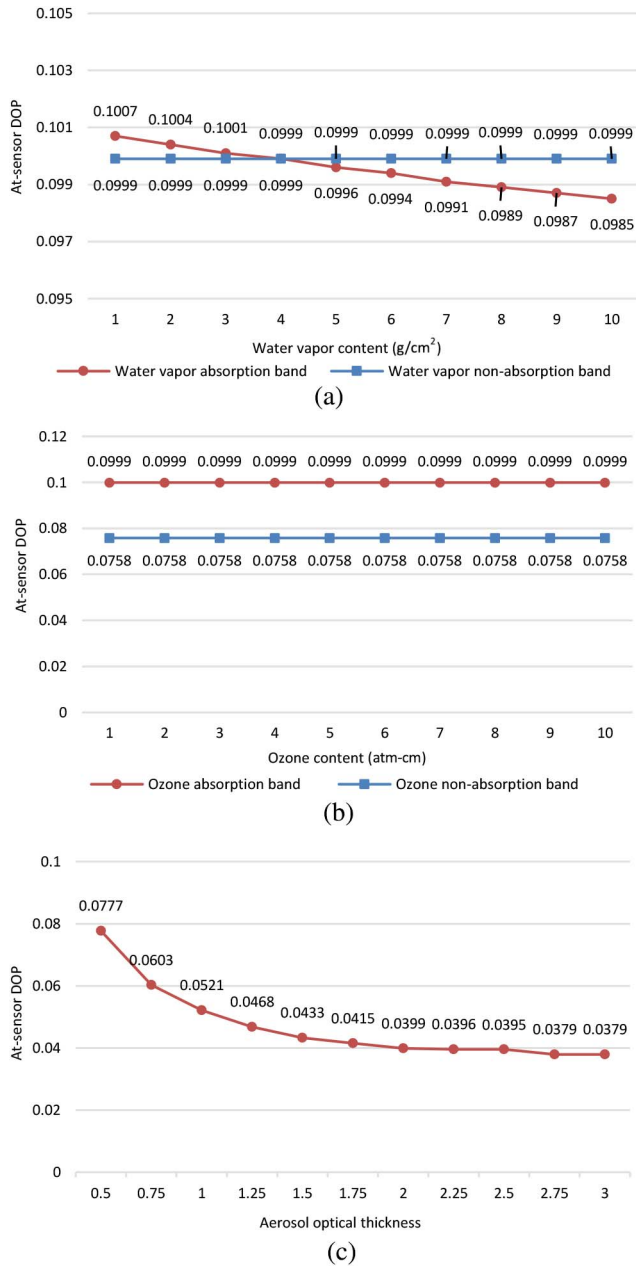 0.105
0.103
0.101
0.099
0.097
0.095
At-sensor DOP
0.1007 0.1004 0.1001 0.0999 0.0999 0.0999 0.0999 0.0999 0.0999 0.0999
0.0999 0.0999 0.0999 0.0999 0.0996 0.0994 0.0991 0.0989 0.0987 0.0985
1 2 3 4 5 6 7 8 9 10
Water vapor content (g/cm²)
Water vapor absorption band Water vapor non-absorption band
(a)
0.12
0.1
0.08
0.06
0.04
0.02
0
At-sensor DOP
0.0999 0.0999 0.0999 0.0999 0.0999 0.0999 0.0999 0.0999 0.0999 0.0999
0.0758 0.0758 0.0758 0.0758 0.0758 0.0758 0.0758 0.0758 0.0758 0.0758
1 2 3 4 5 6 7 8 9 10
Ozone content (atm-cm)
Ozone absorption band Ozone non-absorption band
(b)
0.1
0.08
0.06
0.04
0.02
0
At-sensor DOP
0.0777 0.0603 0.0521 0.0468 0.0433 0.0415 0.0399 0.0396 0.0395 0.0379 0.0379
0.5 0.75 1 1.25 1.5 1.75 2 2.25 2.5 2.75 3
Aerosol optical thickness
(c)